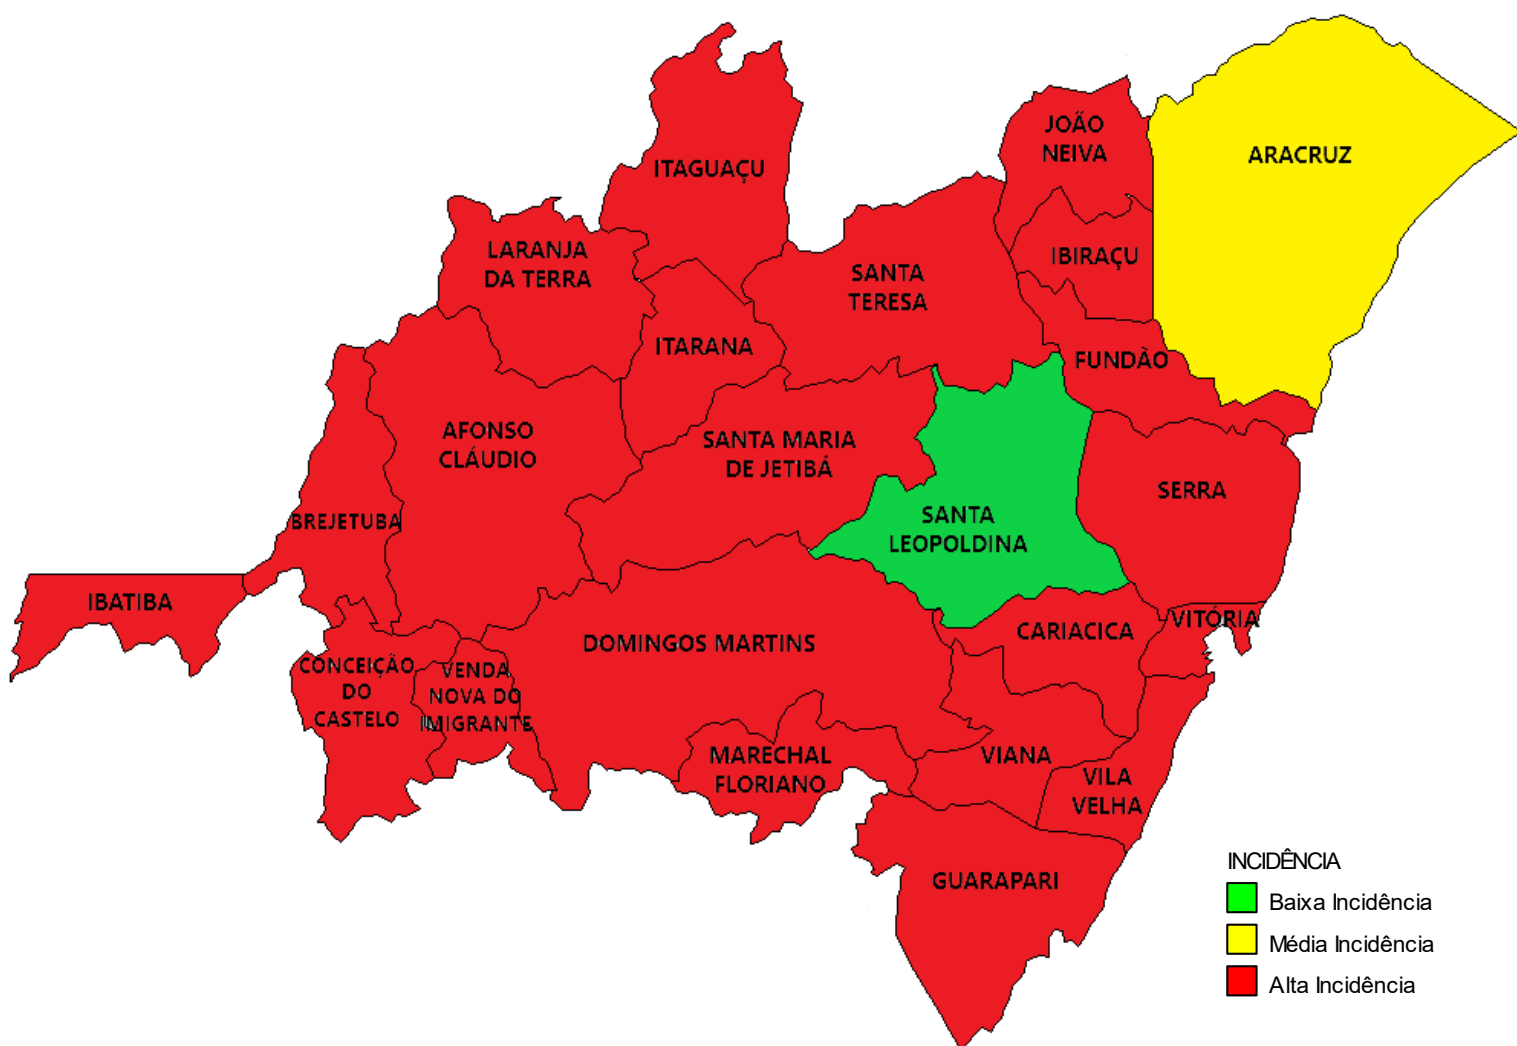 JOÃO
NEIVA
ARACRUZ
ITAGUAÇU
LARANJA
DA TERRA
IBIRAÇU
SANTA
TERESA
ITARANA
FUNDÃO
AFONSO
CLÁUDIO
SANTA MARIA
DE JETIBÁ
SERRA
BREJETUBA
SANTA
LEOPOLDINA
IBATIBA
VITÓRIA
CARIACICA
DOMINGOS MARTINS
CONCEIÇÃO
DO
CASTELO
VENDA
NOVA DO
IMIGRANTE
MARECHAL
FLORIANO
VIANA
VILA
VELHA
GUARAPARI
INCIDÊNCIA
Baixa Incidência
Média Incidência
Alta Incidência